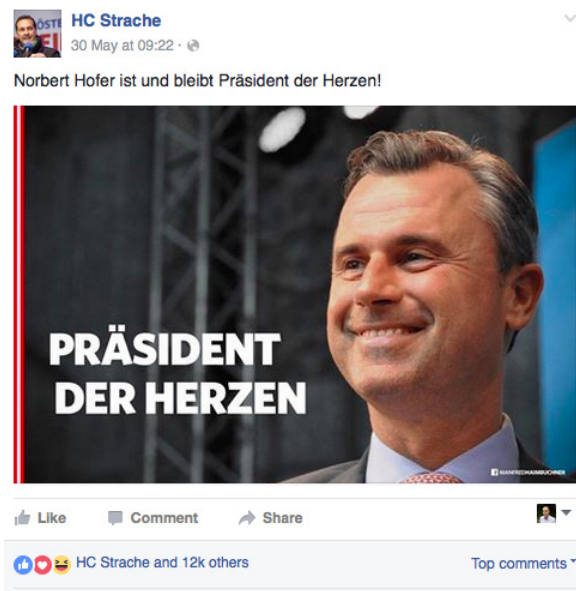 HC Strache
30 May at 09:22 ·
Norbert Hofer ist und bleibt Präsident der Herzen!
PRÄSIDENT
DER HERZEN
MANFREDHAIMBUCHNER
Like Comment Share
HC Strache and 12k others Top comments